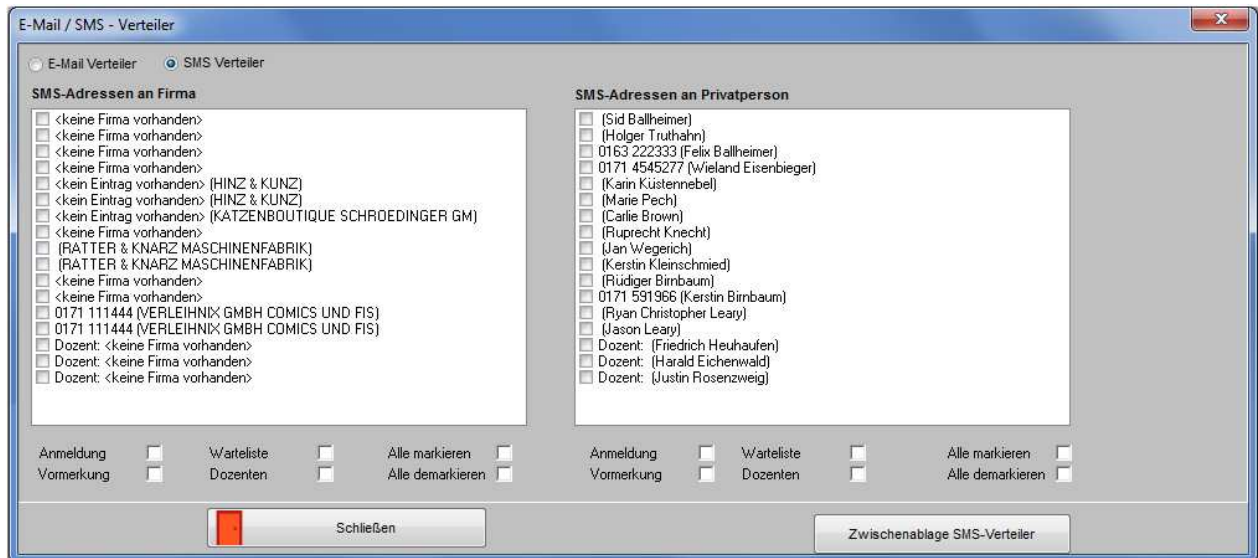 E-Mail / SMS - Verteiler
E-Mail Verteiler SMS Verteiler
SMS-Adressen an Firma
<keine Firma vorhanden>
<keine Firma vorhanden>
<keine Firma vorhanden>
<keine Firma vorhanden>
<kein Eintrag vorhanden> (HINZ & KUNZ)
<kein Eintrag vorhanden> (HINZ & KUNZ)
<kein Eintrag vorhanden> (KATZENBOUTIQUE SCHROEDINGER GM)
<keine Firma vorhanden>
(RATTER & KNARZ MASCHINENFABRIK)
(RATTER & KNARZ MASCHINENFABRIK)
<keine Firma vorhanden>
<keine Firma vorhanden>
0171 111444 (VERLEIHNIX GMBH COMICS UND FIS)
0171 111444 (VERLEIHNIX GMBH COMICS UND FIS)
Dozent: <keine Firma vorhanden>
Dozent: <keine Firma vorhanden>
Dozent: <keine Firma vorhanden>
Anmeldung Warteliste Alle markieren
Vormerkung Dozenten Alle demarkieren
SMS-Adressen an Privatperson
(Sid Ballheimer)
(Holger Truthahn)
0163 222333 (Felix Ballheimer)
0171 4545277 (Wieland Eisenbieger)
(Karin Küstennebel)
(Marie Pech)
(Carlie Brown)
(Ruprecht Knecht)
(Jan Wegerich)
(Kerstin Kleinschmied)
(Rüdiger Birnbaum)
0171 591966 (Kerstin Birnbaum)
(Ryan Christopher Leary)
(Jason Leary)
Dozent: (Friedrich Heuhaufen)
Dozent: (Harald Eichenwald)
Dozent: (Justin Rosenzweig)
Anmeldung Warteliste Alle markieren
Vormerkung Dozenten Alle demarkieren
Schließen
Zwischenablage SMS-Verteiler